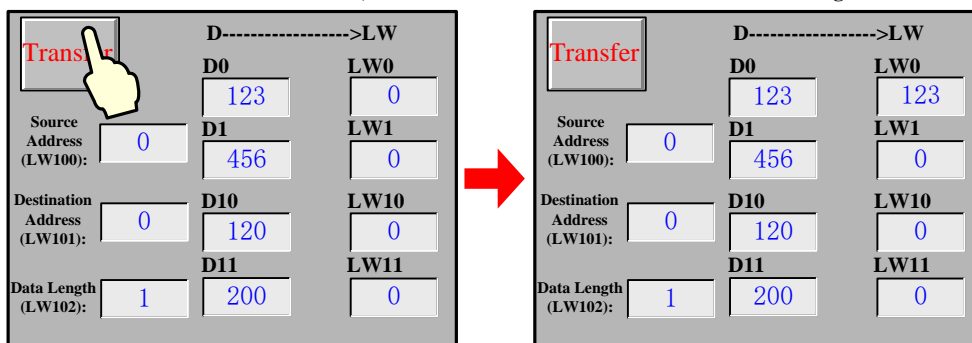 Transfer
D------------------>LW
D0 LW0
123 0
Source
Address
(LW100):
0
D1 LW1
456 0
Destination
Address
(LW101):
0
D10 LW10
120 0
D11 LW11
Data Length
(LW102):
1
200 0
Transfer
D------------------>LW
D0 LW0
123 123
Source
Address
(LW100):
0
D1 LW1
456 0
Destination
Address
(LW101):
0
D10 LW10
120 0
D11 LW11
Data Length
(LW102):
1
200 0